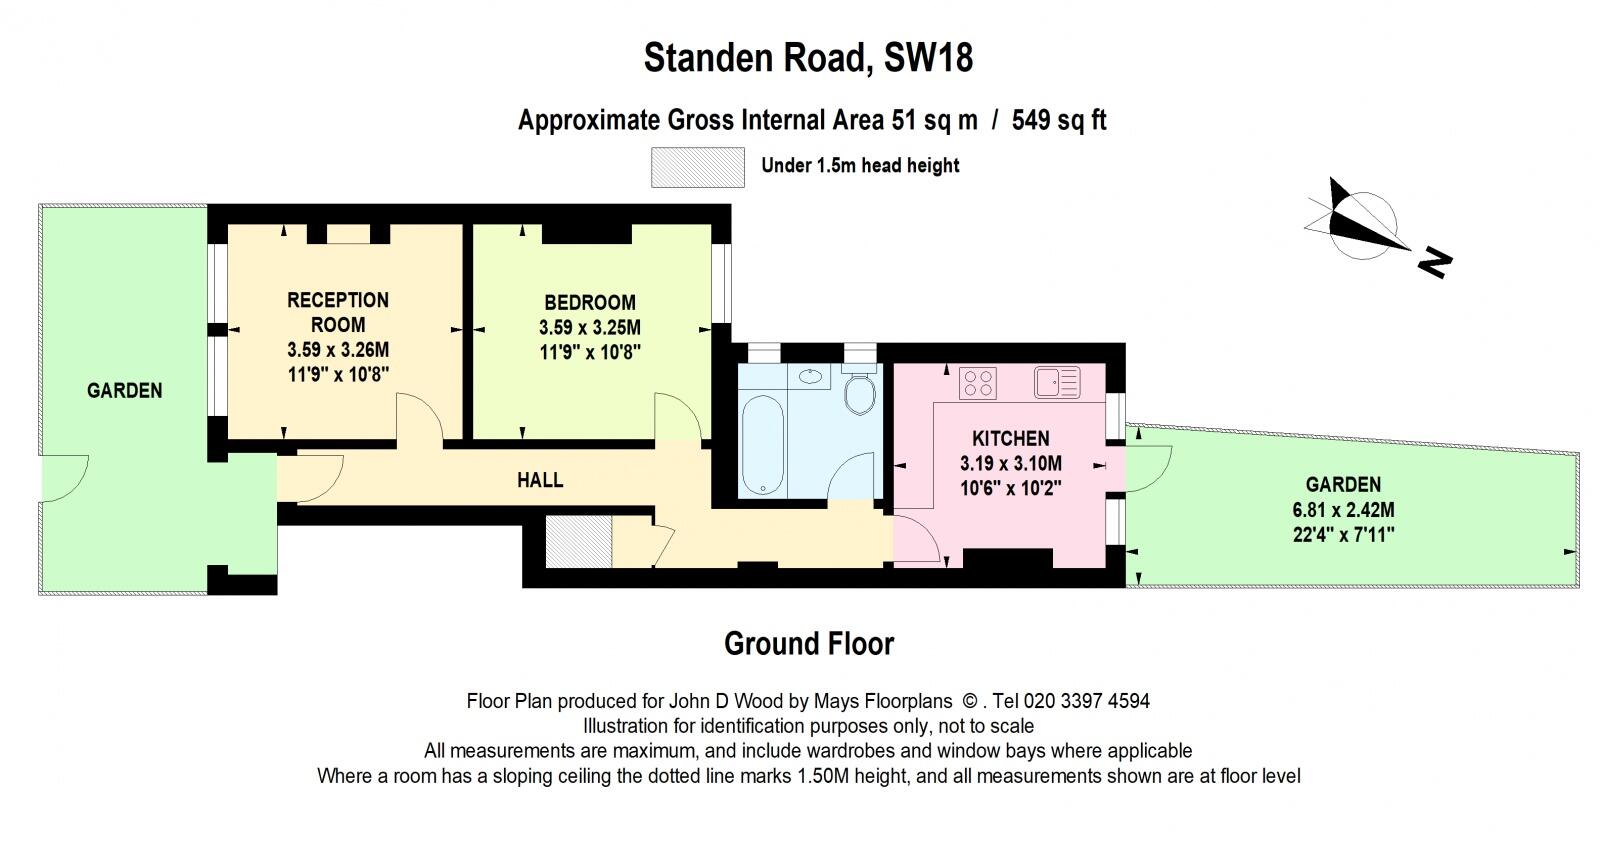 Standen Road, SW18
Approximate Gross Internal Area 51 sq m / 549 sq ft
Under 1.5m head height
N
RECEPTION
ROOM
3.59 x 3.26M
11'9" x 10'8"
BEDROOM
3.59 x 3.25M
11'9" x 10'8"
GARDEN
HALL
KITCHEN
3.19 x 3.10M
10'6" x 10'2"
GARDEN
6.81 x 2.42M
22'4" x 7'11"
Ground Floor
Floor Plan produced for John D Wood by Mays Floorplans © . Tel 020 3397 4594
Illustration for identification purposes only, not to scale
All measurements are maximum, and include wardrobes and window bays where applicable
Where a room has a sloping ceiling the dotted line marks 1.50M height, and all measurements shown are at floor level